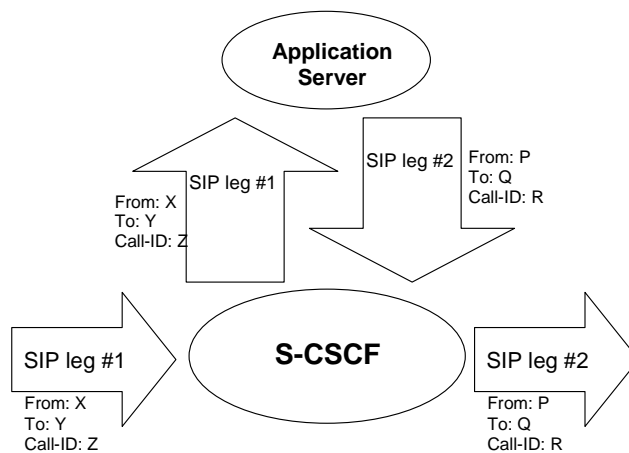 Application
Server
SIP leg #1
From: X
To: Y
Call-ID: Z
SIP leg #2
From: P
To: Q
Call-ID: R
SIP leg #1
From: X
To: Y
Call-ID: Z
S-CSCF
SIP leg #2
From: P
To: Q
Call-ID: R